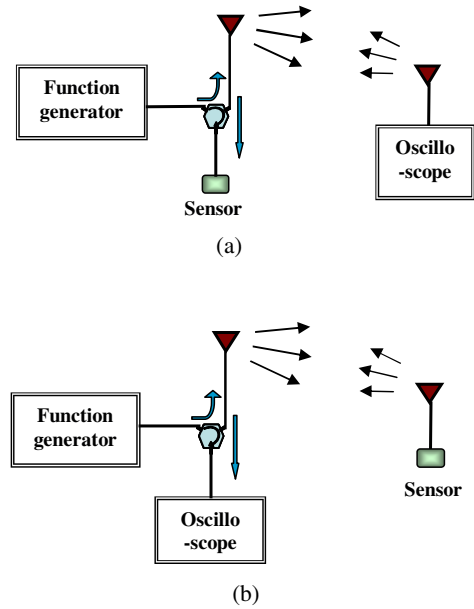 Function
generator
Oscillo
-scope
Sensor
(a)
Function
generator
Oscillo
-scope
Sensor
(b)